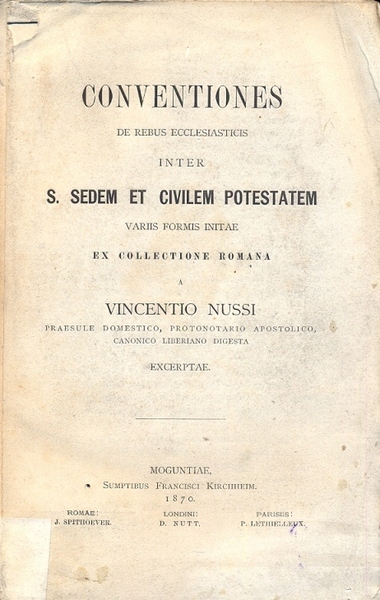 CONVENTIONES
DE REBUS ECCLESIASTICIS
INTER
S. SEDEM ET CIVILEM POTESTATEM
VARIIS FORMIS INITAE
EX COLLECTIONE ROMANA
A
VINCENTIO NUSSI
PRAESULE DOMESTICO, PROTONOTARIO APOSTOLICO,
CANONICO LIBERIANO DIGESTA
EXCERPTAE.
MOGUNTIAE,
SUMPTIBUS FRANCISCI KIRCHHEIM.
1870.
ROMAE: LONDINI: PARISIIS:
J. SPITHOEVER. D. NUTT. P. LETHIELLEUX.